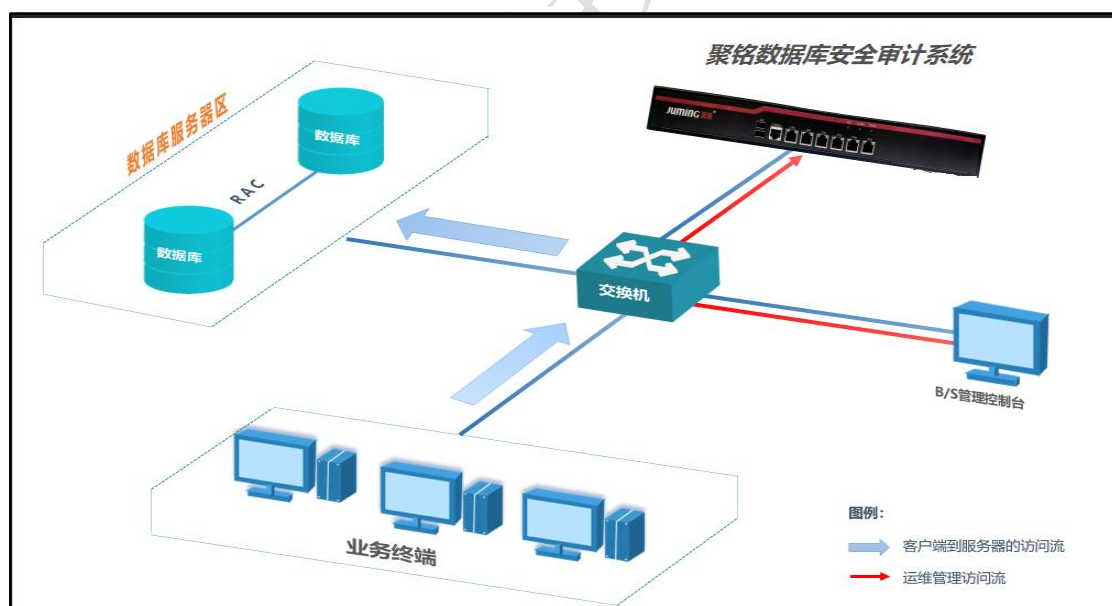 聚铭数据库安全审计系统
JUMING 聚铭
数据库服务器区
数据库
RAC
数据库
交换机
B/S管理控制台
业务终端
图例：
客户端到服务器的访问流
运维管理访问流